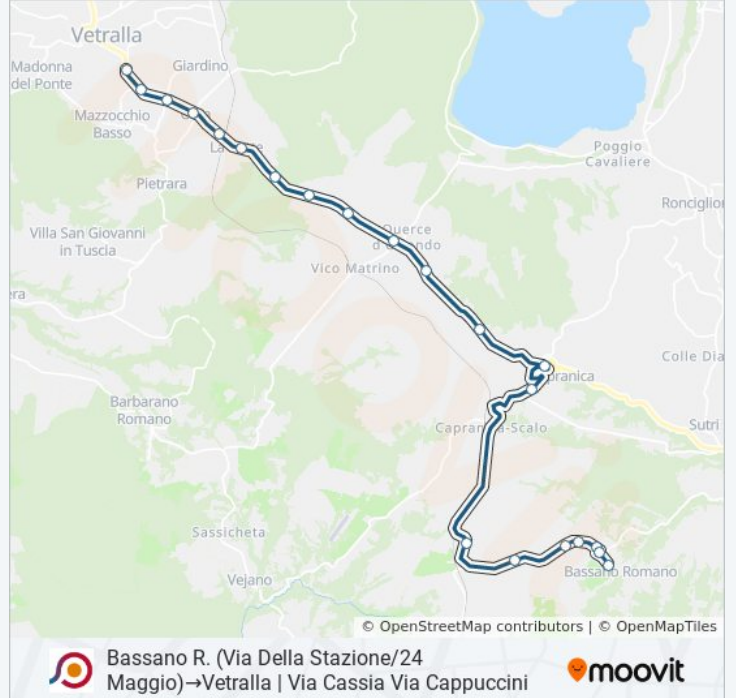 Vetralla
Madonna
del Ponte
Giardino
Mazzocchio
Basso
Poggio
Cavaliere
Pietrara
Villa San Giovanni
in Tuscia
Querce
Vico Matrino
Colle Dia
Barbarano
Romano
Sutri
Sassicheta
Vejano
Bassano Romano
© OpenStreetMap contributors | © OpenMapTiles
Bassano R. (Via Della Stazione/24
Maggio)→Vetralla | Via Cassia Via Cappuccini
moovit